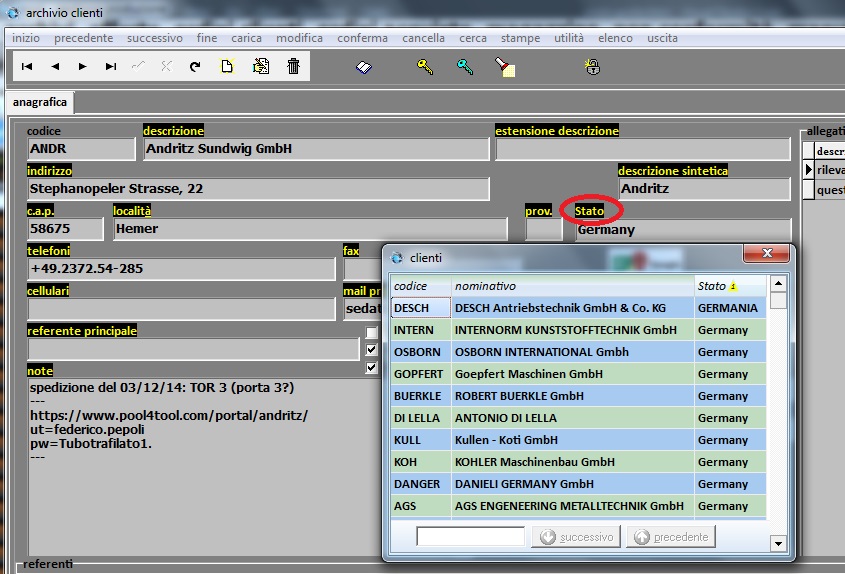 archivio clienti
inizio precedente successivo fine carica modifica conferma cancella cerca stampe utilità elenco uscita
anagrafica
codice descrizione estensione descrizione
ANDR Andritz Sundwig GmbH
indirizzo descrizione sintetica
Stephanopeler Strasse, 22 Andritz
c.a.p. località prov. Stato
58675 Hemer Germany
telefoni fax
+49.2372.54-285
cellulari mail pr
sedat
referente principale
note
spedizione del 03/12/14: TOR 3 (porta 3?)
---
https://www.pool4tool.com/portal/andritz/
ut=federico.pepoli
pw=Tubotrafilato1.
---
referenti
allegati
descr
rileva
quest
clienti
codice nominativo Stato
DESCH DESCH Antriebstechnik GmbH & Co. KG GERMANIA
INTERN INTERNORM KUNSTSTOFFTECHNIK GmbH Germany
OSBORN OSBORN INTERNATIONAL Gmbh Germany
GOPFERT Goepfert Maschinen GmbH Germany
BUERKLE ROBERT BUERKLE GmbH Germany
DI LELLA ANTONIO DI LELLA Germany
KULL Kullen - Koti GmbH Germany
KOH KOHLER Maschinenbau GmbH Germany
DANGER DANIELI GERMANY GmbH Germany
AGS AGS ENGENEERING METALLTECHNIK GmbH Germany
successivo precedente